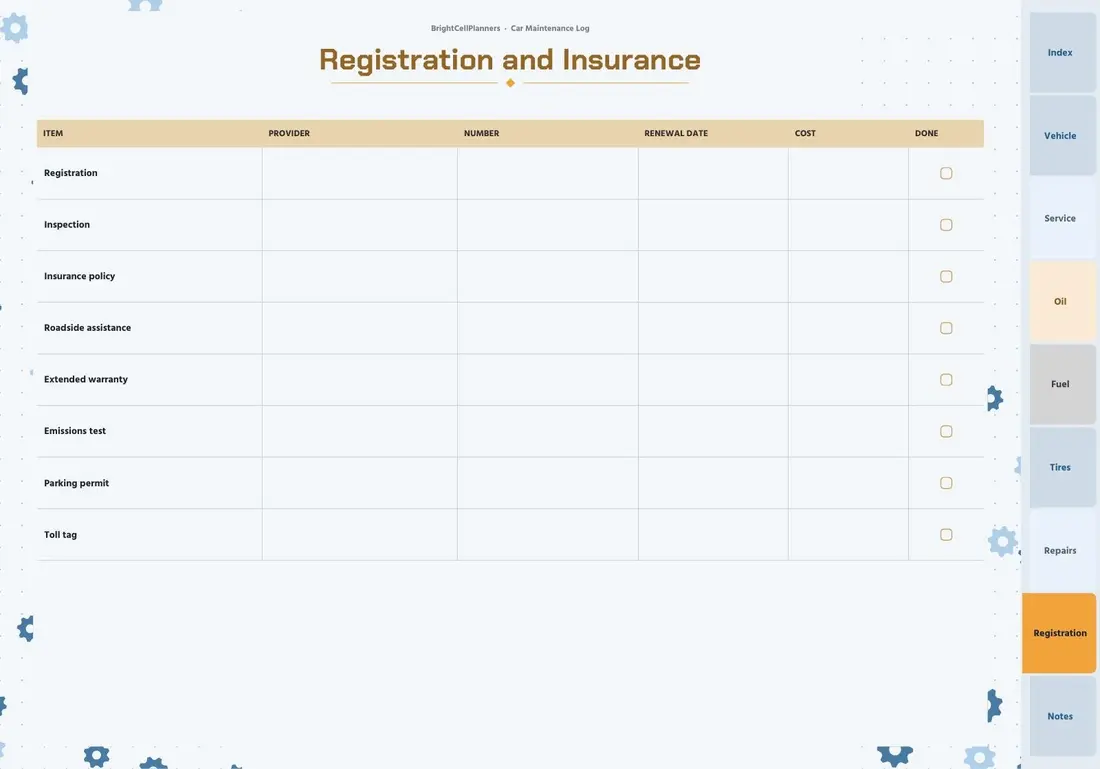 BrightCellPlanners · Car Maintenance Log
Registration and Insurance
ITEM PROVIDER NUMBER RENEWAL DATE COST DONE
Registration
Inspection
Insurance policy
Roadside assistance
Extended warranty
Emissions test
Parking permit
Toll tag
Index
Vehicle
Service
Oil
Fuel
Tires
Repairs
Registration
Notes